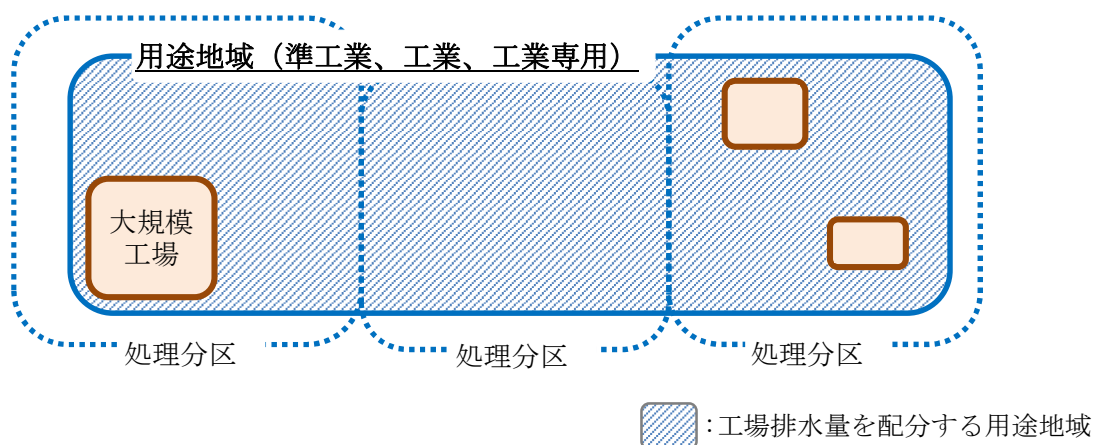 用途地域（準工業、工業、工業専用）
大規模
工場
処理分区
処理分区
処理分区
：工場排水量を配分する用途地域